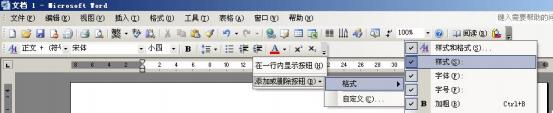 文档 1 - Microsoft Word
文件(F) 编辑(E) 视图(V) 插入(I) 格式(O) 工具(T) 表格(A) 窗口(W) 帮助(H) 键入需要帮助的问
100% 阅读(R)
正文 + (符号 宋体 小四 B 样式和格式(S)...
8 6 4 2 在一行内显示按钮(H) 样式(S):
添加或删除按钮(B) 格式 字体(F):
自定义(C)... 字号(F):
B 加粗(B) Ctrl+B